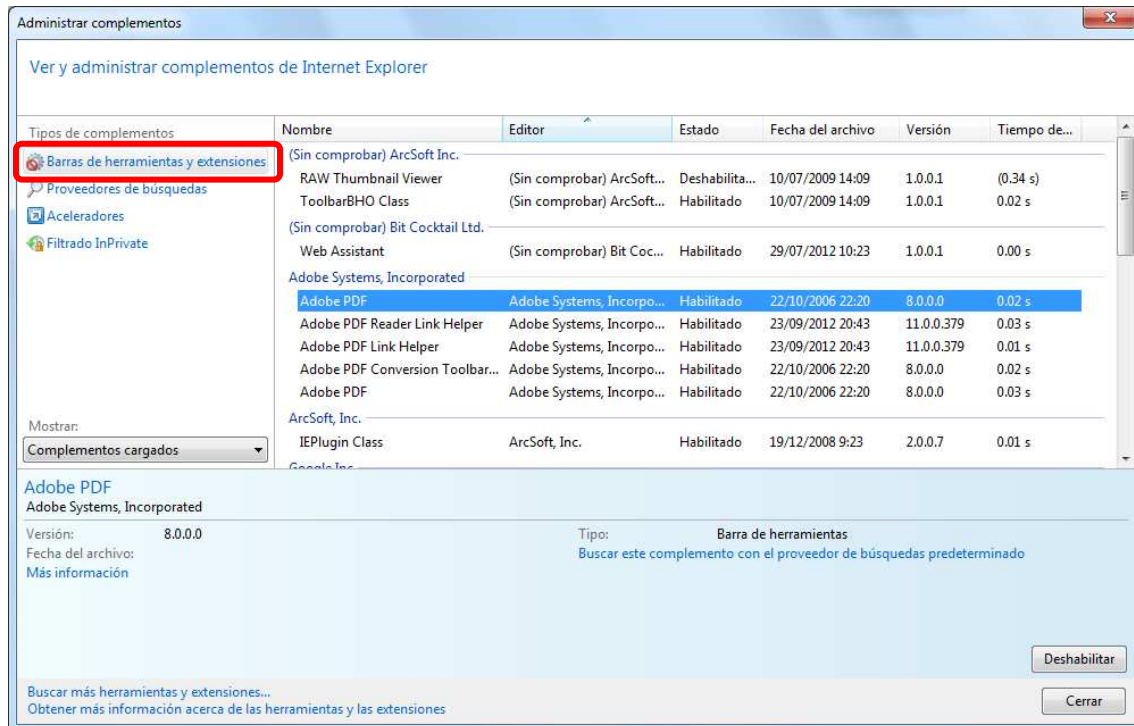 Administrar complementos
Ver y administrar complementos de Internet Explorer
Tipos de complementos
Barras de herramientas y extensiones
Proveedores de búsquedas
Aceleradores
Filtrado InPrivate
Mostrar:
Complementos cargados
Nombre Editor Estado Fecha del archivo Versión Tiempo de...
(Sin comprobar) ArcSoft Inc.
RAW Thumbnail Viewer (Sin comprobar) ArcSoft... Deshabilita... 10/07/2009 14:09 1.0.0.1 (0.34 s)
ToolbarBHO Class (Sin comprobar) ArcSoft... Habilitado 10/07/2009 14:09 1.0.0.1 0.02 s
(Sin comprobar) Bit Cocktail Ltd.
Web Assistant (Sin comprobar) Bit Coc... Habilitado 29/07/2012 10:23 1.0.0.1 0.00 s
Adobe Systems, Incorporated
Adobe PDF Adobe Systems, Incorpo... Habilitado 22/10/2006 22:20 8.0.0.0 0.02 s
Adobe PDF Reader Link Helper Adobe Systems, Incorpo... Habilitado 23/09/2012 20:43 11.0.0.379 0.03 s
Adobe PDF Link Helper Adobe Systems, Incorpo... Habilitado 23/09/2012 20:43 11.0.0.379 0.01 s
Adobe PDF Conversion Toolbar... Adobe Systems, Incorpo... Habilitado 22/10/2006 22:20 8.0.0.0 0.02 s
Adobe PDF Adobe Systems, Incorpo... Habilitado 22/10/2006 22:20 8.0.0.0 0.03 s
ArcSoft, Inc.
IEPlugin Class ArcSoft, Inc. Habilitado 19/12/2008 9:23 2.0.0.7 0.01 s
Google Inc
Adobe PDF
Adobe Systems, Incorporated
Versión: 8.0.0.0
Fecha del archivo:
Más información
Tipo: Barra de herramientas
Buscar este complemento con el proveedor de búsquedas predeterminado
Deshabilitar
Buscar más herramientas y extensiones...
Obtener más información acerca de las herramientas y las extensiones
Cerrar